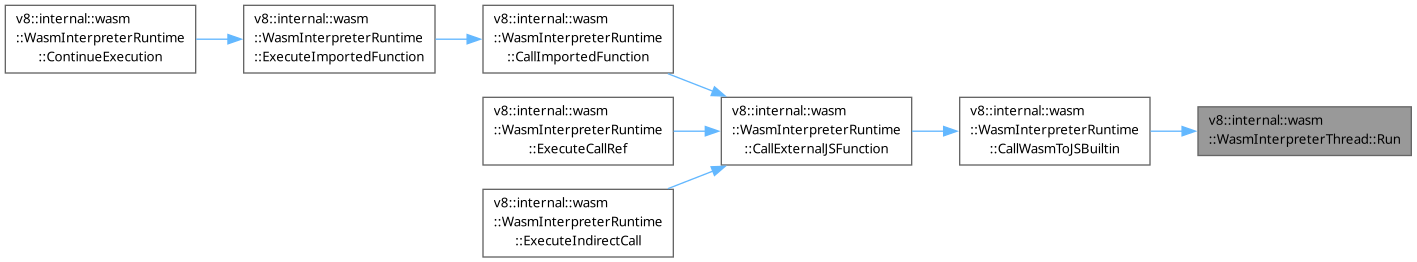 v8::internal::wasm
::WasmInterpreterRuntime
::ContinueExecution
v8::internal::wasm
::WasmInterpreterRuntime
::ExecuteImportedFunction
v8::internal::wasm
::WasmInterpreterRuntime
::CallImportedFunction
v8::internal::wasm
::WasmInterpreterRuntime
::ExecuteCallRef
v8::internal::wasm
::WasmInterpreterRuntime
::ExecuteIndirectCall
v8::internal::wasm
::WasmInterpreterRuntime
::CallExternalJSFunction
v8::internal::wasm
::WasmInterpreterRuntime
::CallWasmToJSBuiltin
v8::internal::wasm
::WasmInterpreterThread::Run